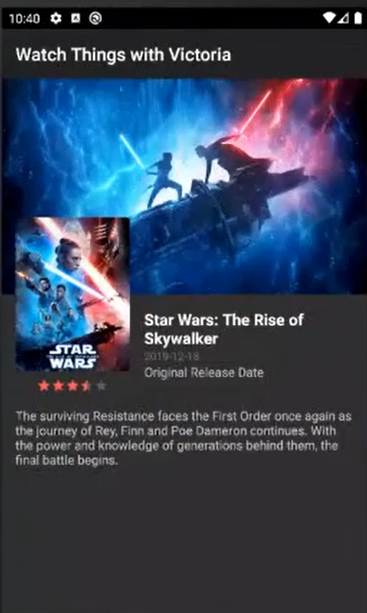 10:40
Watch Things with Victoria
STAR
WARS
Star Wars: The Rise of
Skywalker
2019-12-18
Original Release Date
The surviving Resistance faces the First Order once again as
the journey of Rey, Finn and Poe Dameron continues. With
the power and knowledge of generations behind them, the
final battle begins.